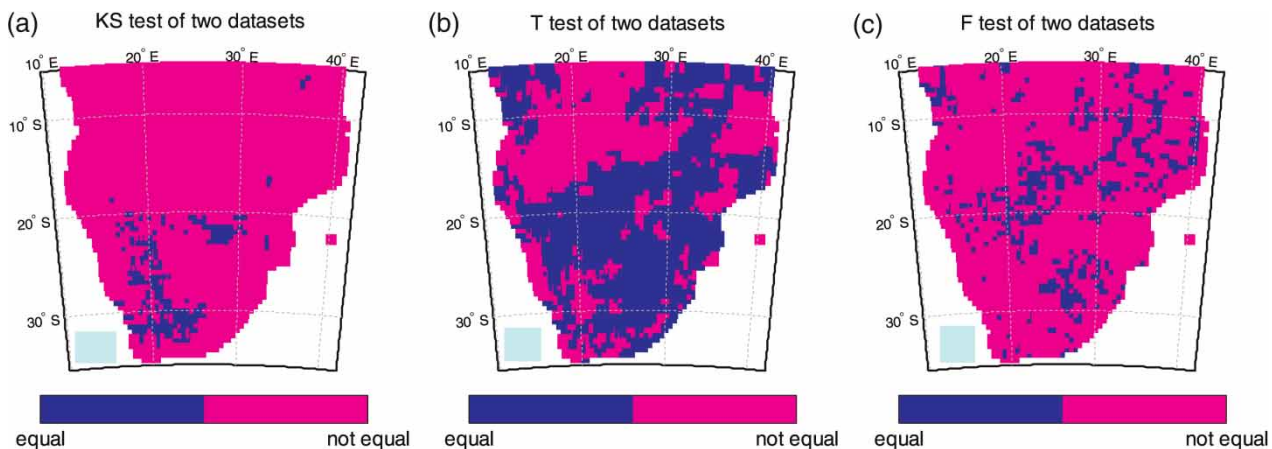 (a) KS test of two datasets
10° E 20° E 30° E 40° E
10° S
20° S
30° S
equal not equal
(b) T test of two datasets
10° E 20° E 30° E 40° E
10° S
20° S
30° S
equal not equal
(c) F test of two datasets
10° E 20° E 30° E 40° E
10° S
20° S
30° S
equal not equal